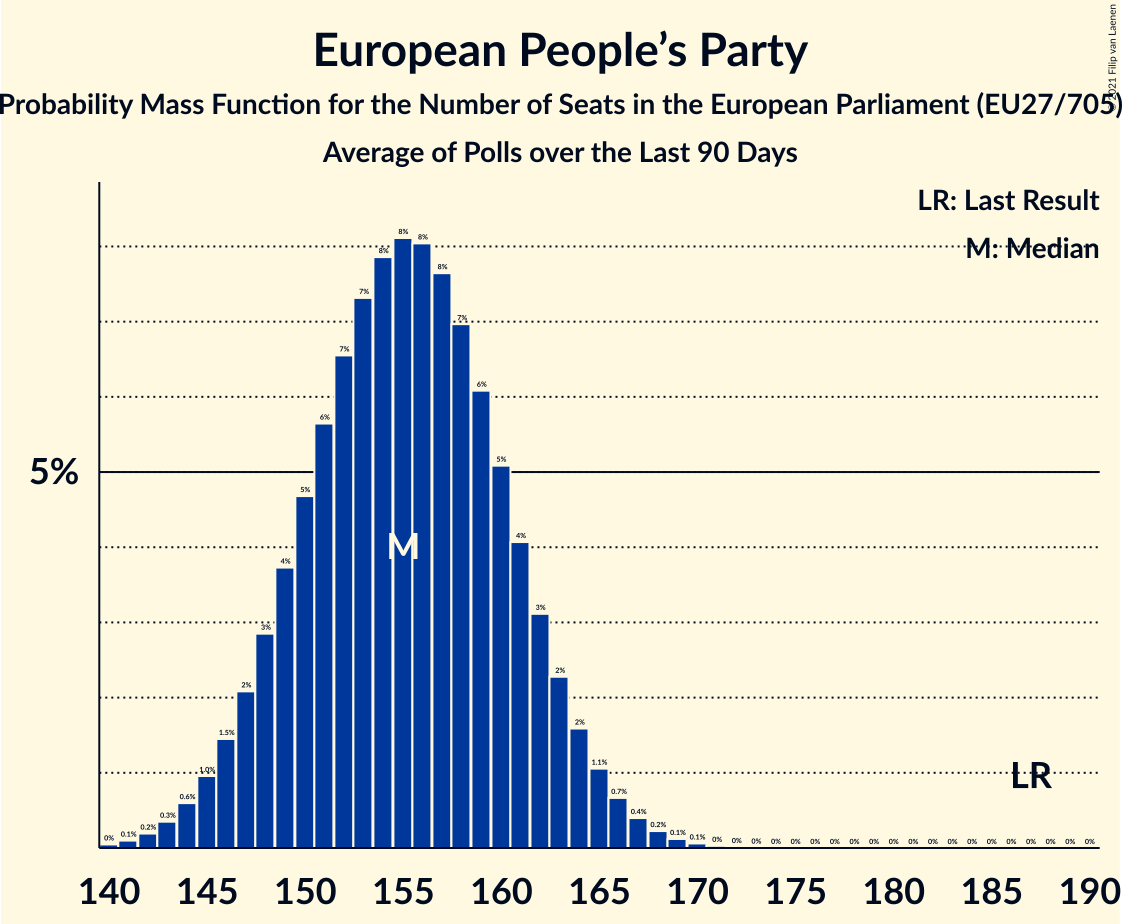 European People’s Party
Probability Mass Function for the Number of Seats in the European Parliament (EU27/705)
Average of Polls over the Last 90 Days
© 2021 Filip van Laenen
LR: Last Result
M: Median
5%
0% 0.1% 0.2% 0.3% 0.6% 1.0% 1.5% 2% 3% 4% 5% 6% 7% 7% 8% 8% 8% 8% 7% 6% 5% 4% 3% 2% 2% 1.1% 0.7% 0.4% 0.2% 0.1% 0.1% 0% 0% 0% 0% 0% 0% 0% 0% 0% 0% 0% 0% 0% 0% 0% 0% 0% 0% 0% 0%
M
LR
140 145 150 155 160 165 170 175 180 185 190